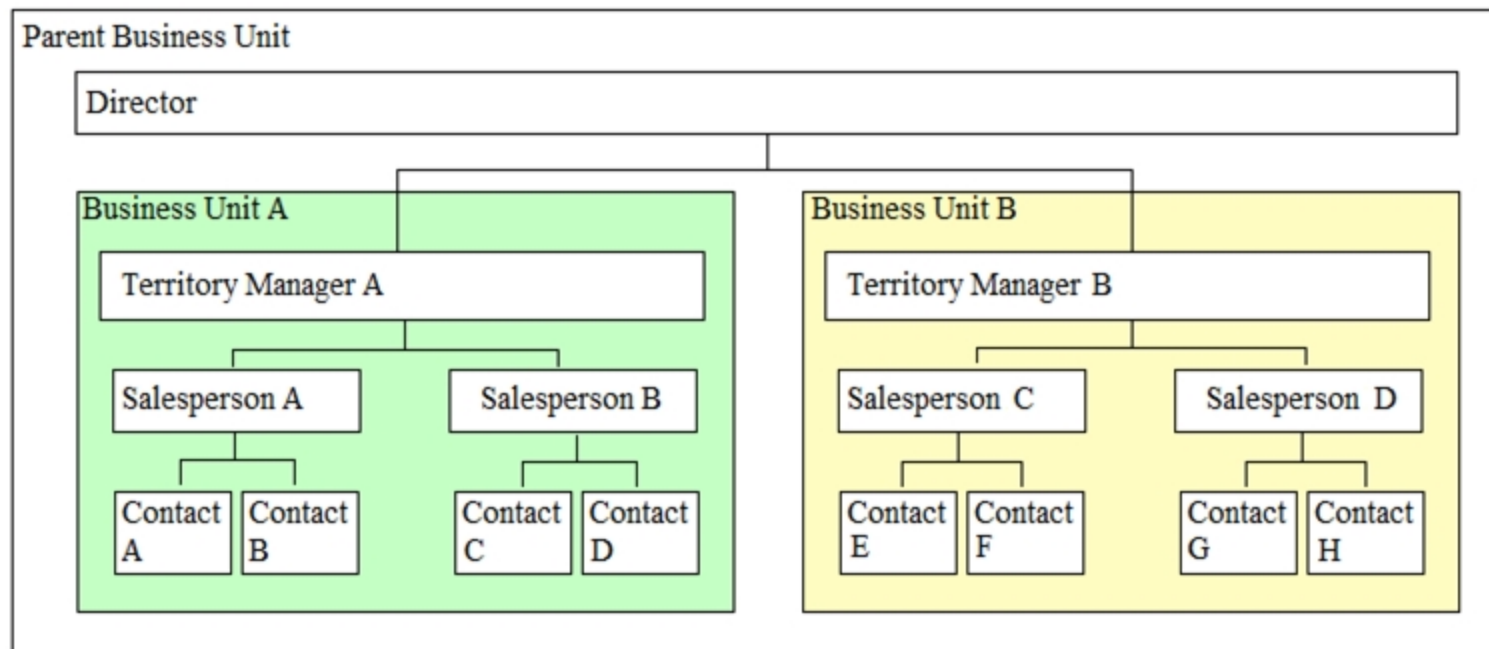 Parent Business Unit
Director
Business Unit A
Business Unit B
Territory Manager A
Territory Manager B
Salesperson A
Salesperson B
Salesperson C
Salesperson D
Contact
A
Contact
B
Contact
C
Contact
D
Contact
E
Contact
F
Contact
G
Contact
H